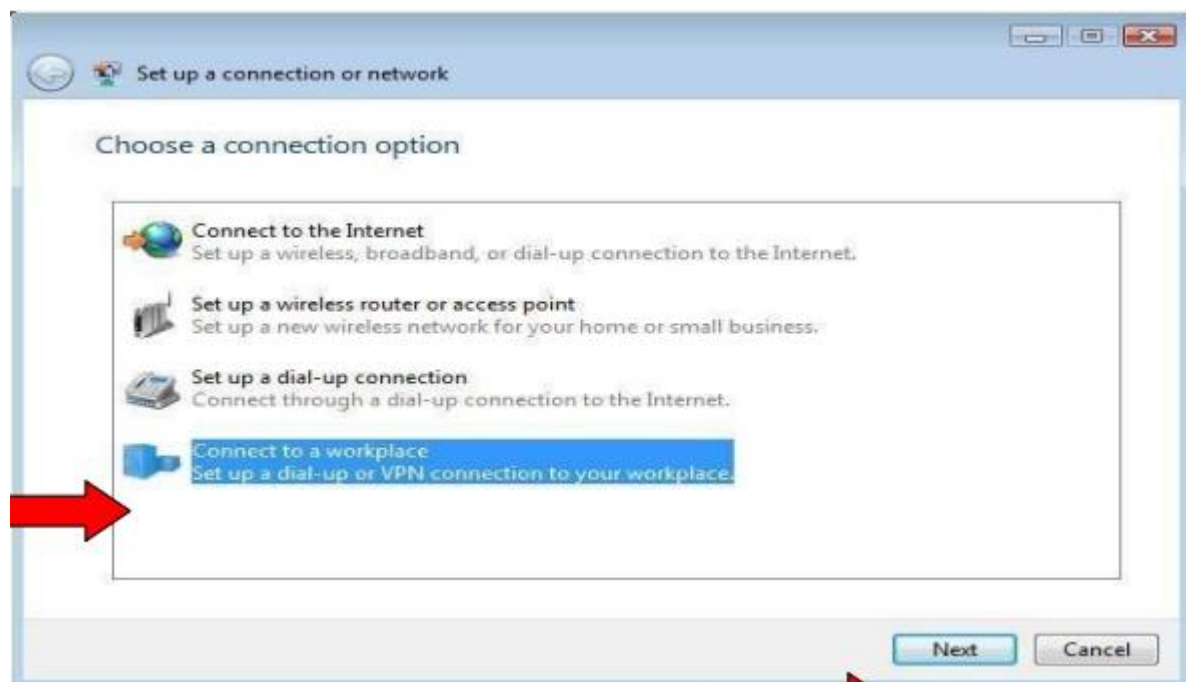 Set up a connection or network
Choose a connection option
Connect to the Internet
Set up a wireless, broadband, or dial-up connection to the Internet.
Set up a wireless router or access point
Set up a new wireless network for your home or small business.
Set up a dial-up connection
Connect through a dial-up connection to the Internet.
Connect to a workplace
Set up a dial-up or VPN connection to your workplace.
Next
Cancel